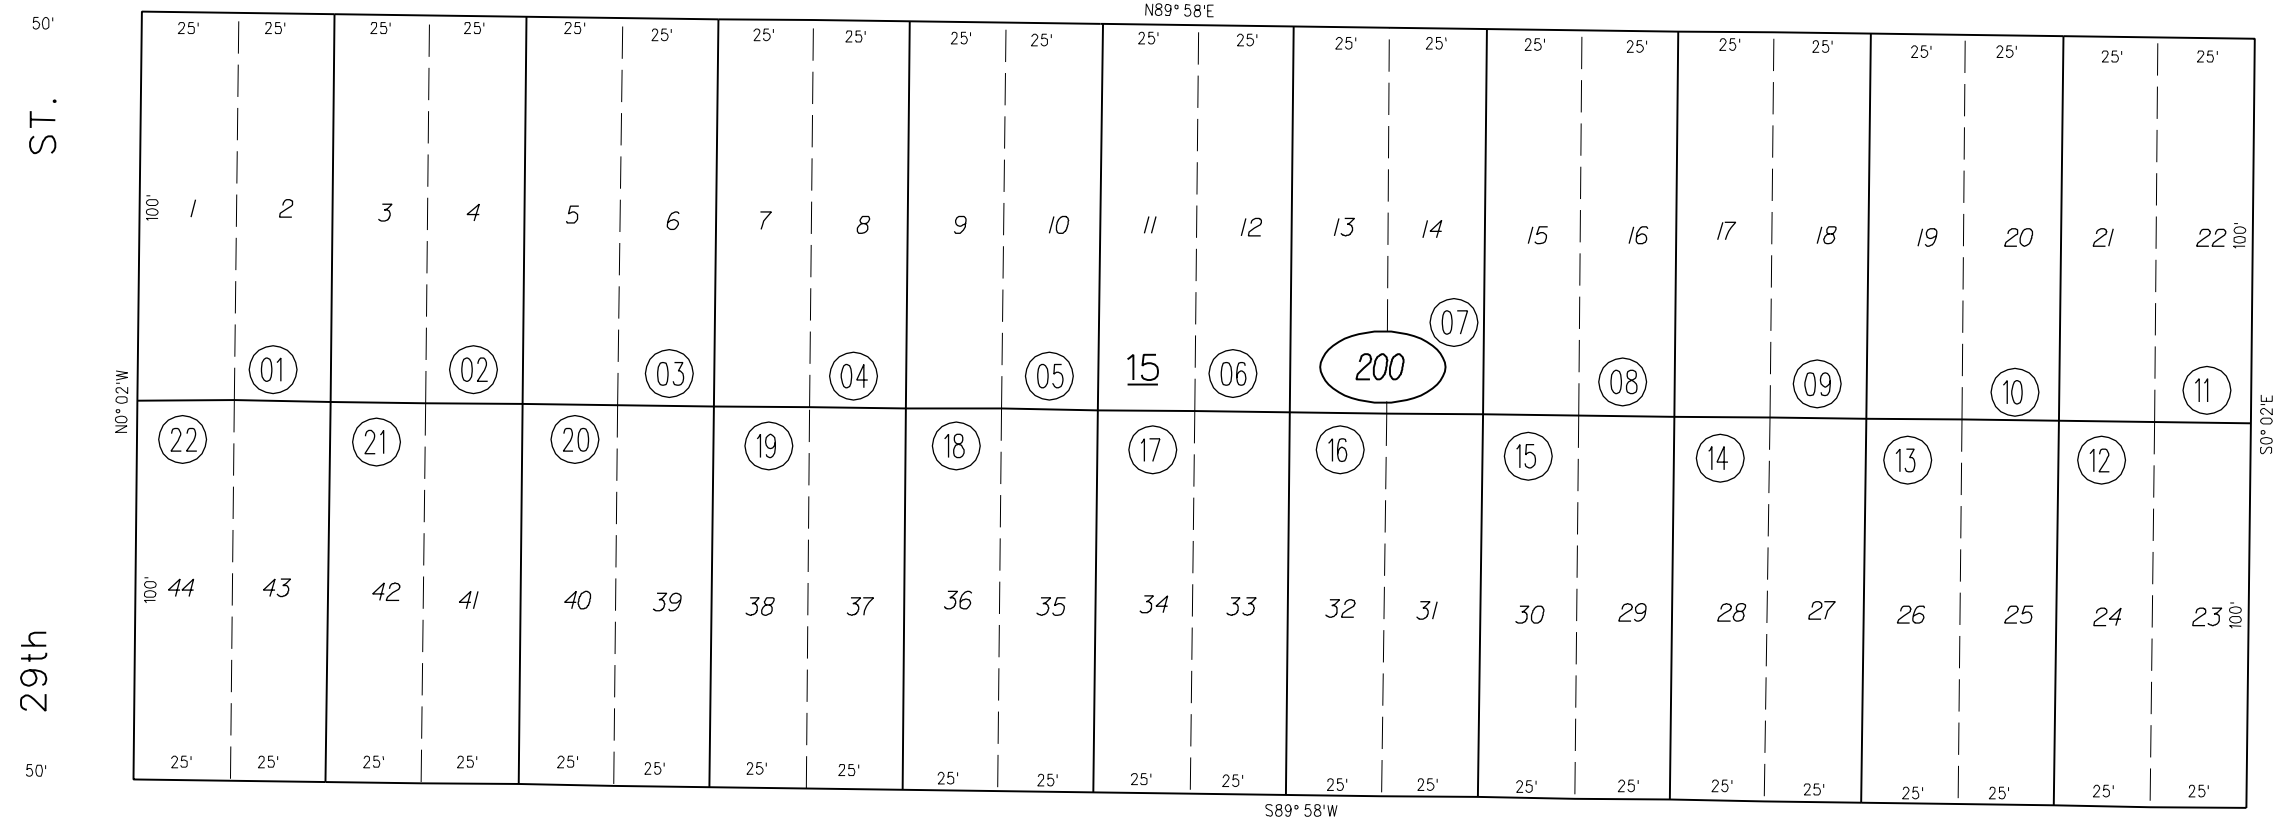 N89° 58'E
50' 25' 25' 25' 25' 25' 25' 25' 25' 25' 25' 25' 25' 25' 25' 25' 25' 25' 25' 25' 25' 25' 25'
29th ST.
100' 1 2 3 4 5 6 7 8 9 10 11 12 13 14 15 16 17 18 19 20 21 22 100'
01 02 03 04 05 15 06 200 07 08 09 10 11
N0° 02'W
S0° 02'E
22 21 20 19 18 17 16 15 14 13 12
100' 44 43 42 41 40 39 38 37 36 35 34 33 32 31 30 29 28 27 26 25 24 23 100'
50' 25' 25' 25' 25' 25' 25' 25' 25' 25' 25' 25' 25' 25' 25' 25' 25' 25' 25' 25' 25' 25' 25'
S89° 58'W